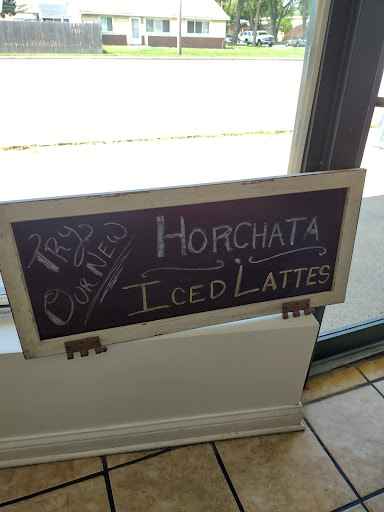 Try
Our New
Horchata
Iced Lattes